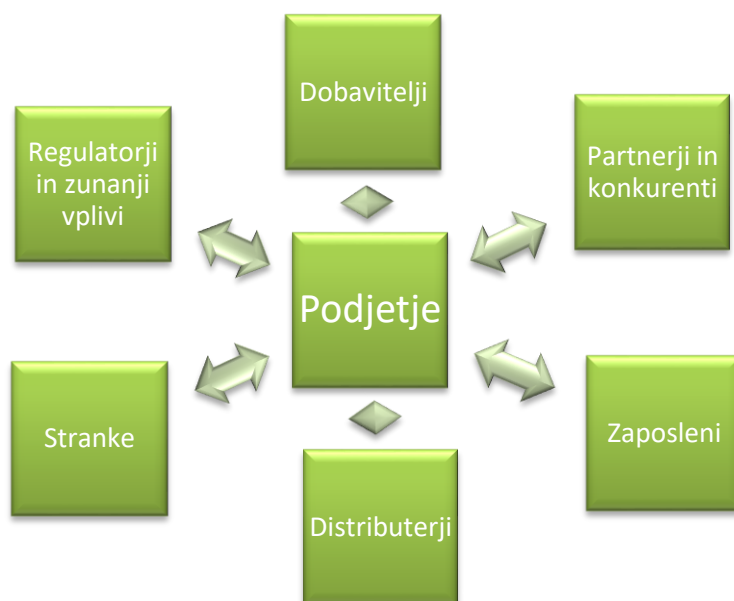 Dobavitelji
Regulatorji
in zunanji
vplivi
Partnerji in
konkurenti
Podjetje
Stranke
Zaposleni
Distributerji